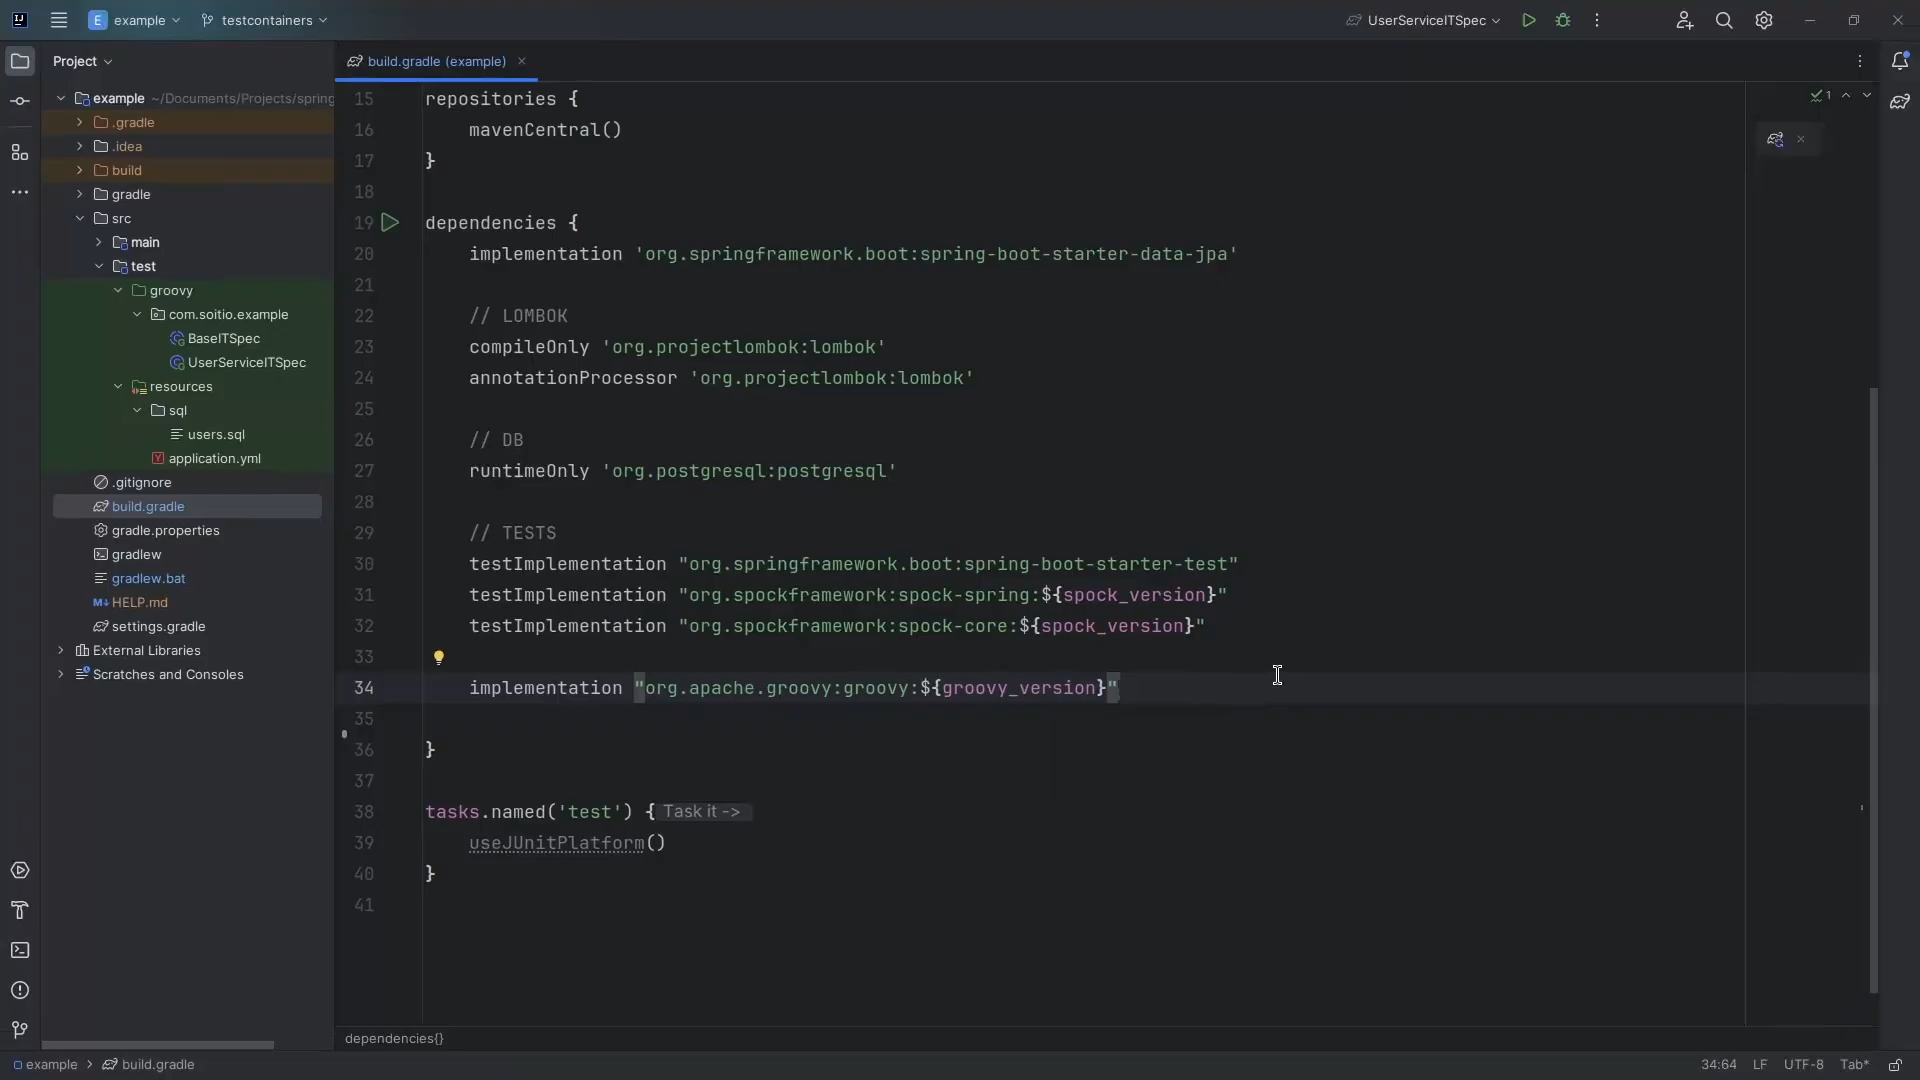 IJ
E example
testcontainers
UserServiceITSpec
Project
build.gradle (example)
example ~/Documents/Projects/spring
.gradle
.idea
build
gradle
src
main
test
groovy
com.soitio.example
BaseITSpec
UserServiceITSpec
resources
sql
users.sql
Y application.yml
.gitignore
build.gradle
gradle.properties
gradlew
gradlew.bat
M↓ HELP.md
settings.gradle
External Libraries
Scratches and Consoles
1
15 repositories {
16 mavenCentral()
17 }
18
19 dependencies {
20 implementation 'org.springframework.boot:spring-boot-starter-data-jpa'
21
22 // LOMBOK
23 compileOnly 'org.projectlombok:lombok'
24 annotationProcessor 'org.projectlombok:lombok'
25
26 // DB
27 runtimeOnly 'org.postgresql:postgresql'
28
29 // TESTS
30 testImplementation "org.springframework.boot:spring-boot-starter-test"
31 testImplementation "org.spockframework:spock-spring:${spock_version}"
32 testImplementation "org.spockframework:spock-core:${spock_version}"
33
34 implementation "org.apache.groovy:groovy:${groovy_version}"
35
36 }
37
38 tasks.named('test') { Task it ->
39 useJUnitPlatform()
40 }
41
dependencies{}
example > build.gradle
34:64 LF UTF-8 Tab*